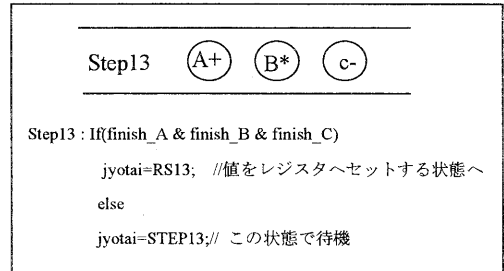 Step13 A+ B* c-
Step13 : If(finish_A & finish_B & finish_C)
jyotai=RS13; //値をレジスタへセットする状態へ
else
jyotai=STEP13;// この状態で待機